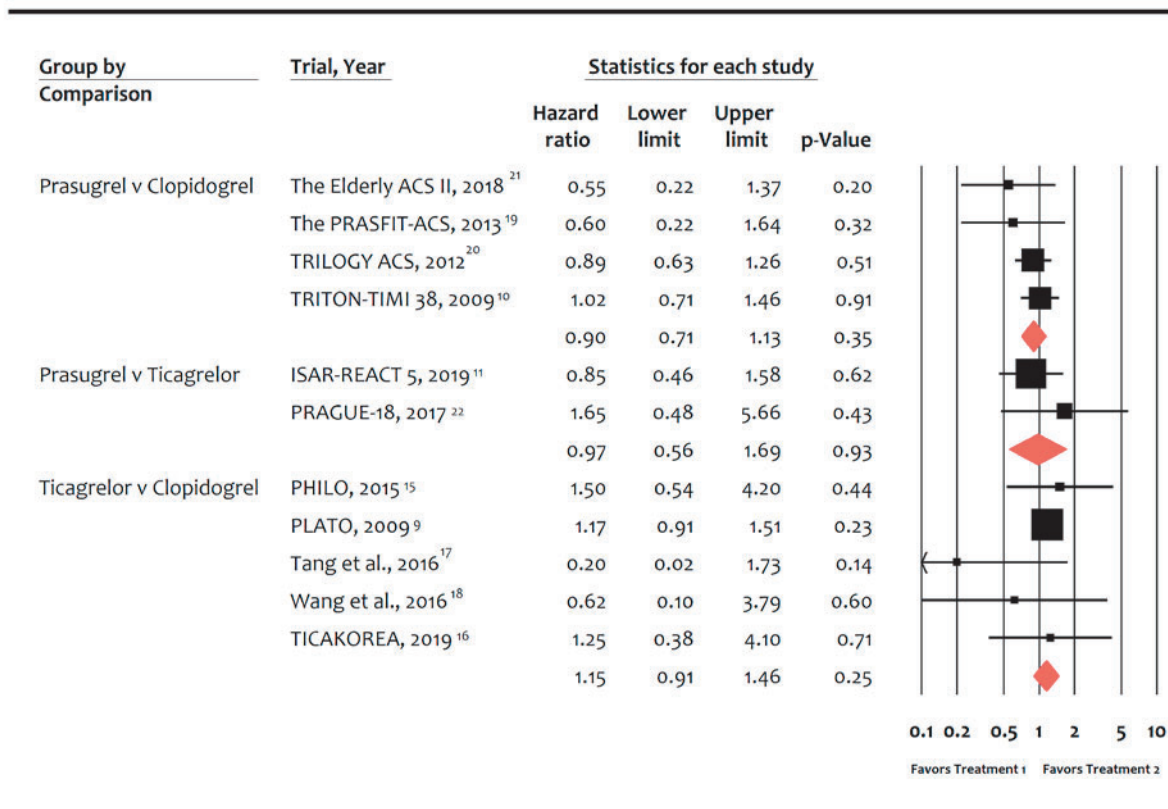 Group by Trial, Year Statistics for each study
Comparison
Hazard ratio Lower limit Upper limit p-Value
Prasugrel v Clopidogrel The Elderly ACS II, 2018 21 0.55 0.22 1.37 0.20
The PRASFIT-ACS, 2013 19 0.60 0.22 1.64 0.32
TRILOGY ACS, 2012 20 0.89 0.63 1.26 0.51
TRITON-TIMI 38, 2009 10 1.02 0.71 1.46 0.91
0.90 0.71 1.13 0.35
Prasugrel v Ticagrelor ISAR-REACT 5, 2019 11 0.85 0.46 1.58 0.62
PRAGUE-18, 2017 22 1.65 0.48 5.66 0.43
0.97 0.56 1.69 0.93
Ticagrelor v Clopidogrel PHILO, 2015 15 1.50 0.54 4.20 0.44
PLATO, 2009 9 1.17 0.91 1.51 0.23
Tang et al., 2016 17 0.20 0.02 1.73 0.14
Wang et al., 2016 18 0.62 0.10 3.79 0.60
TICAKOREA, 2019 16 1.25 0.38 4.10 0.71
1.15 0.91 1.46 0.25
0.1 0.2 0.5 1 2 5 10
Favors Treatment 1 Favors Treatment 2